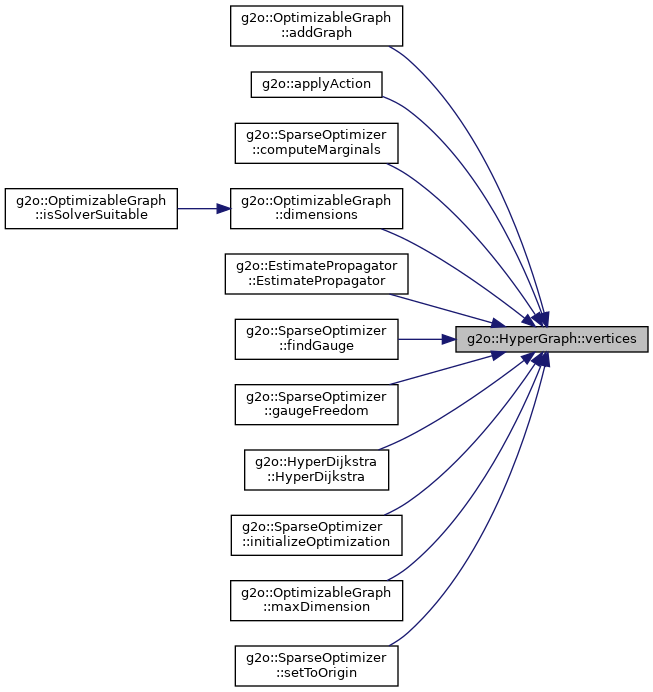 g2o::OptimizableGraph
::addGraph
g2o::applyAction
g2o::SparseOptimizer
::computeMarginals
g2o::OptimizableGraph
::isSolverSuitable
g2o::OptimizableGraph
::dimensions
g2o::EstimatePropagator
::EstimatePropagator
g2o::SparseOptimizer
::findGauge
g2o::HyperGraph::vertices
g2o::SparseOptimizer
::gaugeFreedom
g2o::HyperDijkstra
::HyperDijkstra
g2o::SparseOptimizer
::initializeOptimization
g2o::OptimizableGraph
::maxDimension
g2o::SparseOptimizer
::setToOrigin